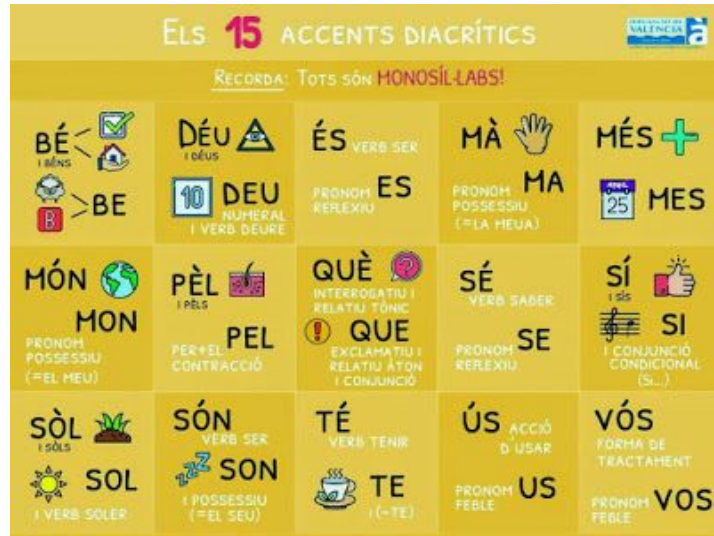 ELS 15 ACCENTS DIACRÍTICS
VALÈNCIA à
RECORDA: TOTS SÓN MONOSÍL·LABS!
BÉ
I BÉNS
B
BE
DÉU
I DÉUS
10 DEU
NUMERAL
I VERB DEURE
ÉS VERB SER
PRONOM ES
REFLEXIU
MÀ
PRONOM MA
POSSESSIU
(=LA MEUA)
MÉS
25 MES
MÓN
MON
PRONOM
POSSESSIU
(=EL MEU)
PÈL
I PÈLS
PEL
PER+EL
CONTRACCIÓ
QUÈ
INTERROGATIU I
RELATIU TÒNIC
QUE
EXCLAMATIU I
RELATIU ÀTON
I CONJUNCIÓ
SÉ
VERB SABER
PRONOM SE
REFLEXIU
SÍ
I SÍS
SI
I CONJUNCIÓ
CONDICIONAL
(SI...)
SÒL
I SÒLS
SOL
I VERB SOLER
SÓN
VERB SER
ZZZ SON
I POSSESSIU
(=EL SEU)
TÉ
VERB TENIR
TE
I (-TE)
ÚS ACCIÓ
D'USAR
PRONOM US
FEBLE
VÓS
FORMA DE
TRACTAMENT
PRONOM VOS
FEBLE